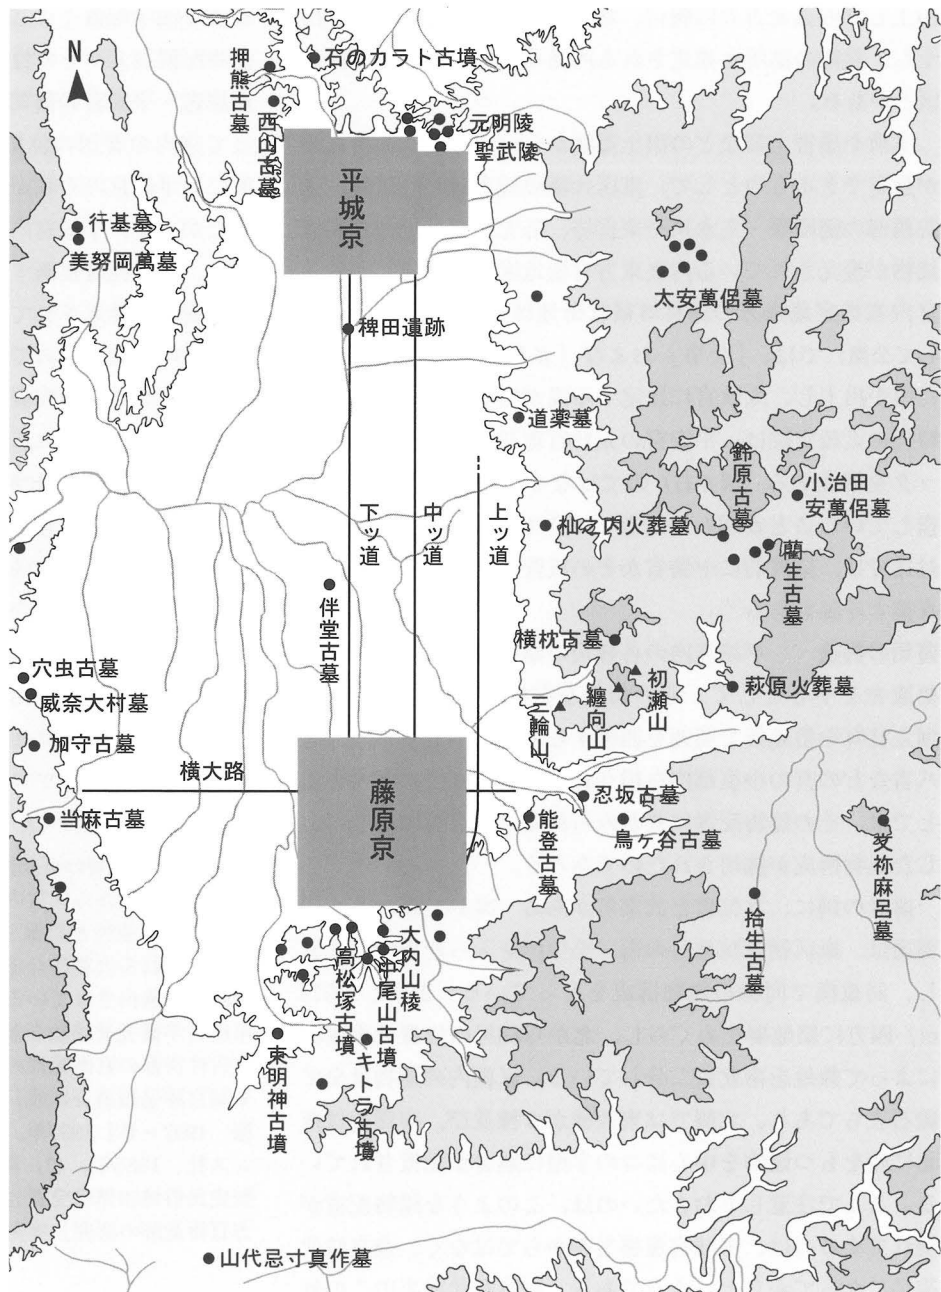 N
押熊古墓
石のカラト古墳
西山古墓
元明陵
聖武陵
平城京
行基墓
美努岡萬墓
太安萬侶墓
稗田遺跡
道薬墓
鈴原古墓
小治田
安萬侶墓
下ッ道
中ッ道
上ッ道
杣之内火葬墓
藺生古墓
伴堂古墓
横枕古墓
初瀬山
纏向山
三輪山
萩原火葬墓
穴虫古墓
威奈大村墓
加守古墓
横大路
藤原京
当麻古墓
能登古墓
忍坂古墓
鳥ヶ谷古墓
文祢麻呂墓
拾生古墓
大内山稜
中尾山古墳
高松塚古墳
キトラ古墳
束明神古墳
山代忌寸真作墓